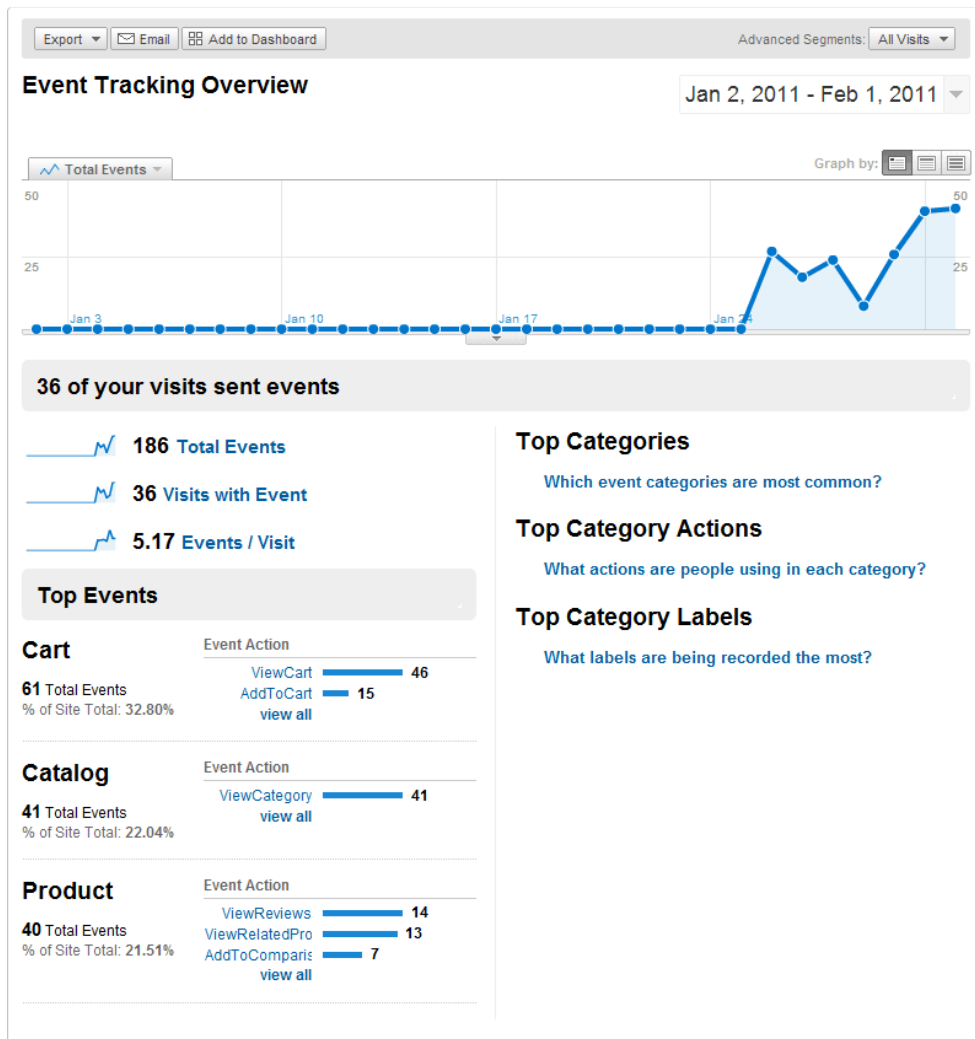 Export Email Add to Dashboard Advanced Segments: All Visits
Event Tracking Overview
Jan 2, 2011 - Feb 1, 2011
Total Events Graph by:
50 50
25 25
Jan 3 Jan 10 Jan 17 Jan 24
36 of your visits sent events
186 Total Events
36 Visits with Event
5.17 Events / Visit
Top Events
Cart
61 Total Events
% of Site Total: 32.80%
Event Action
ViewCart 46
AddToCart 15
view all
Catalog
41 Total Events
% of Site Total: 22.04%
Event Action
ViewCategory 41
view all
Product
40 Total Events
% of Site Total: 21.51%
Event Action
ViewReviews 14
ViewRelatedPro 13
AddToComparis 7
view all
Top Categories
Which event categories are most common?
Top Category Actions
What actions are people using in each category?
Top Category Labels
What labels are being recorded the most?